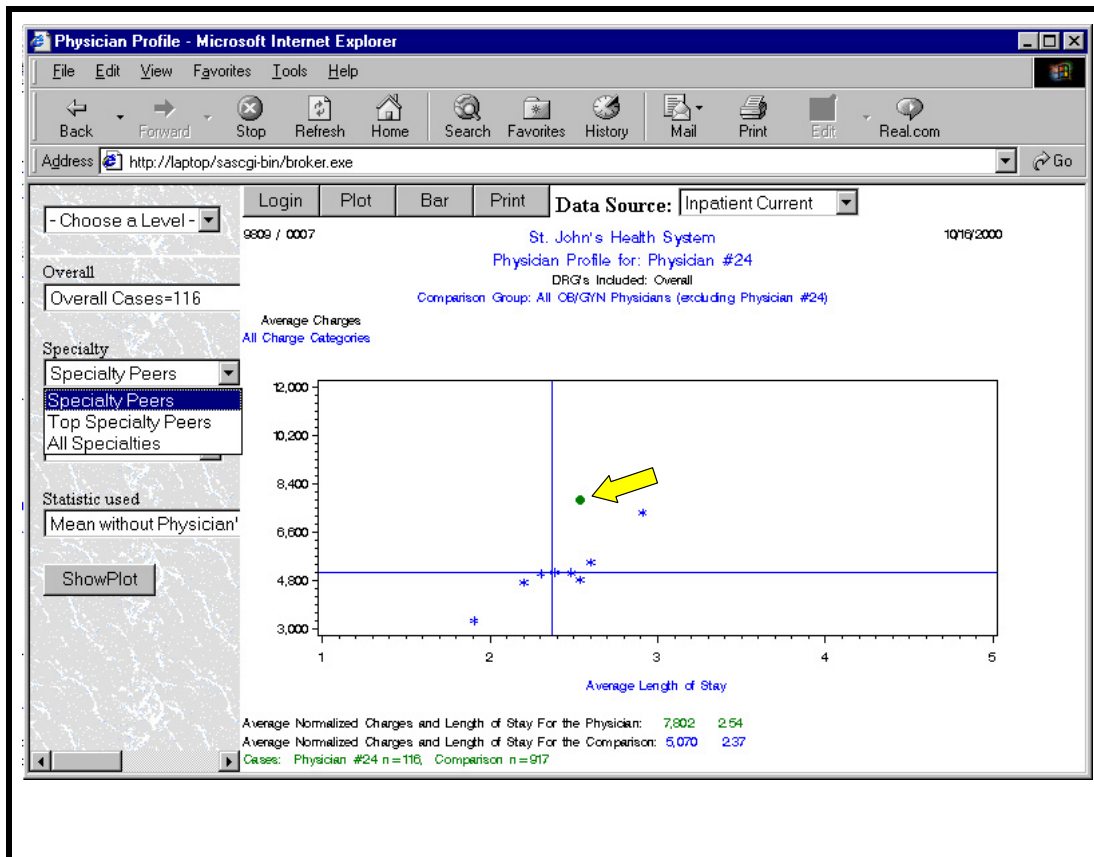 Physician Profile - Microsoft Internet Explorer
File Edit View Favorites Tools Help
Back Forward Stop Refresh Home Search Favorites History Mail Print Edit Real.com
Address http://laptop/sascgi-bin/broker.exe Go
- Choose a Level -
Overall
Overall Cases=116
Specialty
Specialty Peers
Specialty Peers
Top Specialty Peers
All Specialties
Statistic used
Mean without Physician'
ShowPlot
Login Plot Bar Print Data Source: Inpatient Current
9809 / 0007 St. John's Health System 10/16/2000
Physician Profile for: Physician #24
DRG's Included: Overall
Comparison Group: All OB/GYN Physicians (excluding Physician #24)
Average Charges
All Charge Categories
12,000
10,200
8,400
6,600
4,800
3,000
1 2 3 4 5
Average Length of Stay
Average Normalized Charges and Length of Stay For the Physician: 7,802 2.54
Average Normalized Charges and Length of Stay For the Comparison: 5,070 2.37
Cases: Physician #24 n=116, Comparison n=917